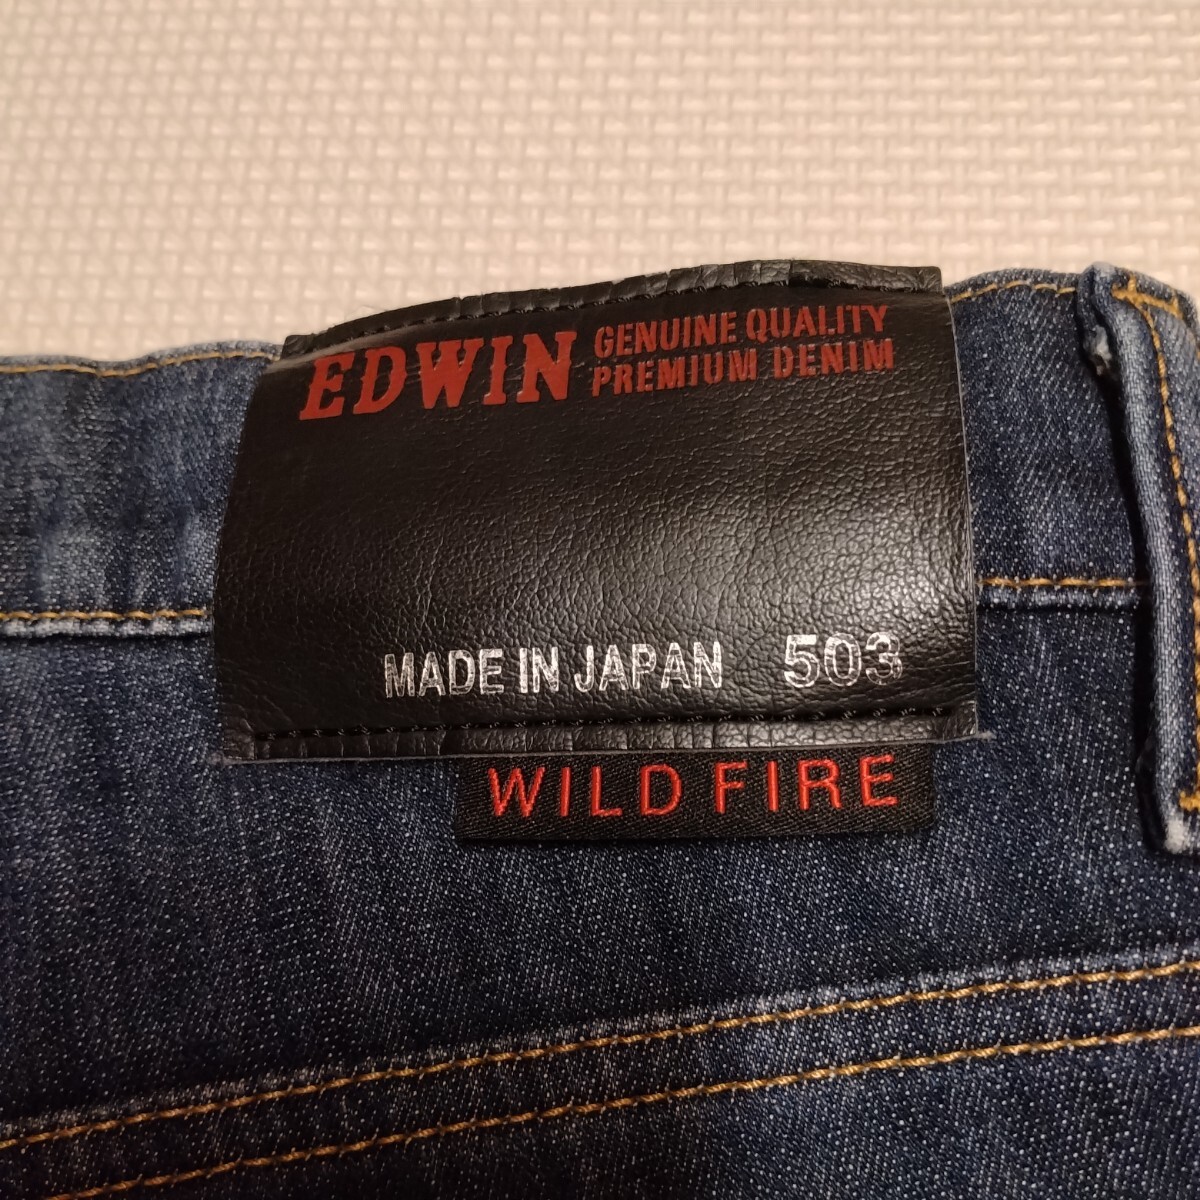 EDWIN GENUINE QUALITY
PREMIUM DENIM
MADE IN JAPAN 503
WILD FIRE